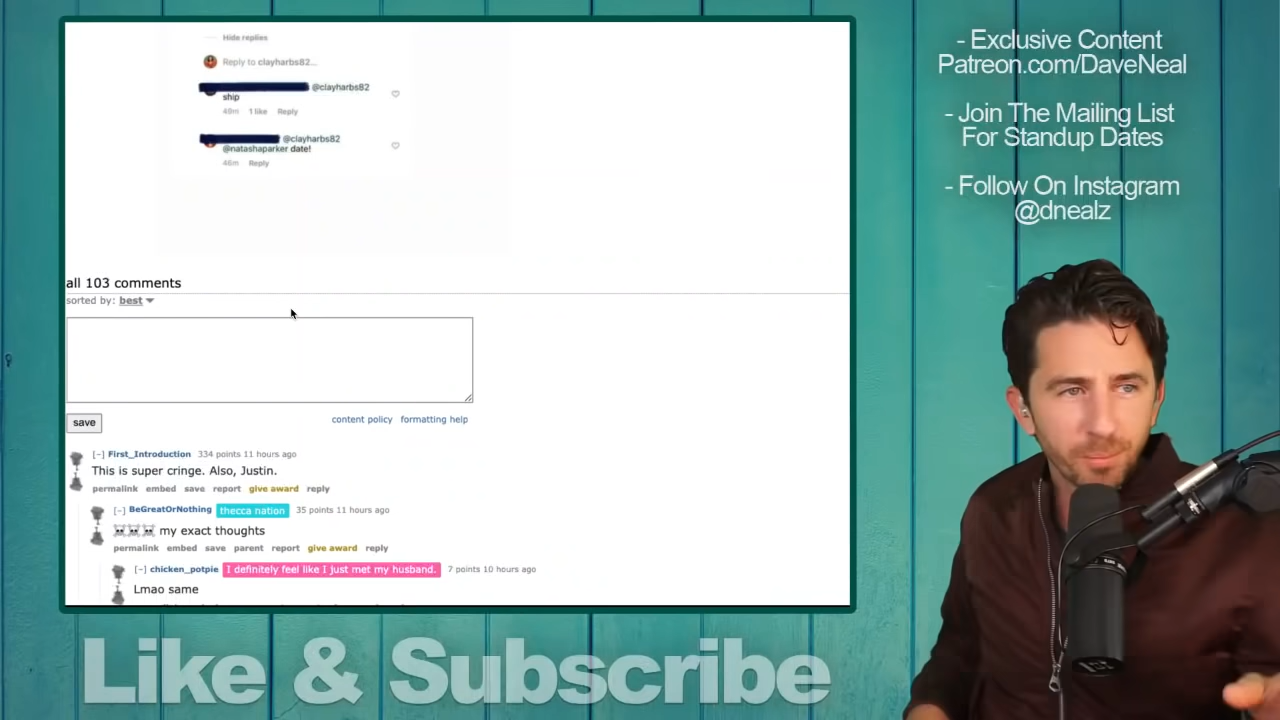 Hide replies
Reply to clayharbs82...
@clayharbs82
ship
49m 1 like Reply
@clayharbs82
@natashaparker date!
46m Reply
all 103 comments
sorted by: best
save
content policy formatting help
[–] First_Introduction 334 points 11 hours ago
This is super cringe. Also, Justin.
permalink embed save report give award reply
[–] BeGreatOrNothing thecca nation 35 points 11 hours ago
☠☠☠ my exact thoughts
permalink embed save parent report give award reply
[–] chicken_potpie I definitely feel like I just met my husband. 7 points 10 hours ago
Lmao same
- Exclusive Content
Patreon.com/DaveNeal
- Join The Mailing List
For Standup Dates
- Follow On Instagram
@dnealz
Like & Subscribe